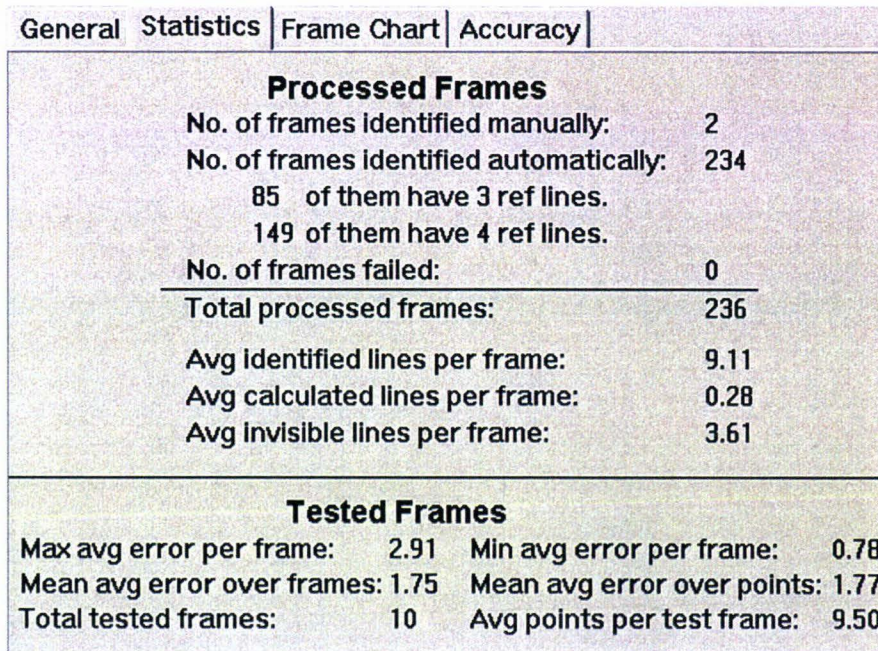 General Statistics Frame Chart Accuracy
Processed Frames
No. of frames identified manually: 2
No. of frames identified automatically: 234
85 of them have 3 ref lines.
149 of them have 4 ref lines.
No. of frames failed: 0
Total processed frames: 236
Avg identified lines per frame: 9.11
Avg calculated lines per frame: 0.28
Avg invisible lines per frame: 3.61
Tested Frames
Max avg error per frame: 2.91 Min avg error per frame: 0.78
Mean avg error over frames: 1.75 Mean avg error over points: 1.77
Total tested frames: 10 Avg points per test frame: 9.50